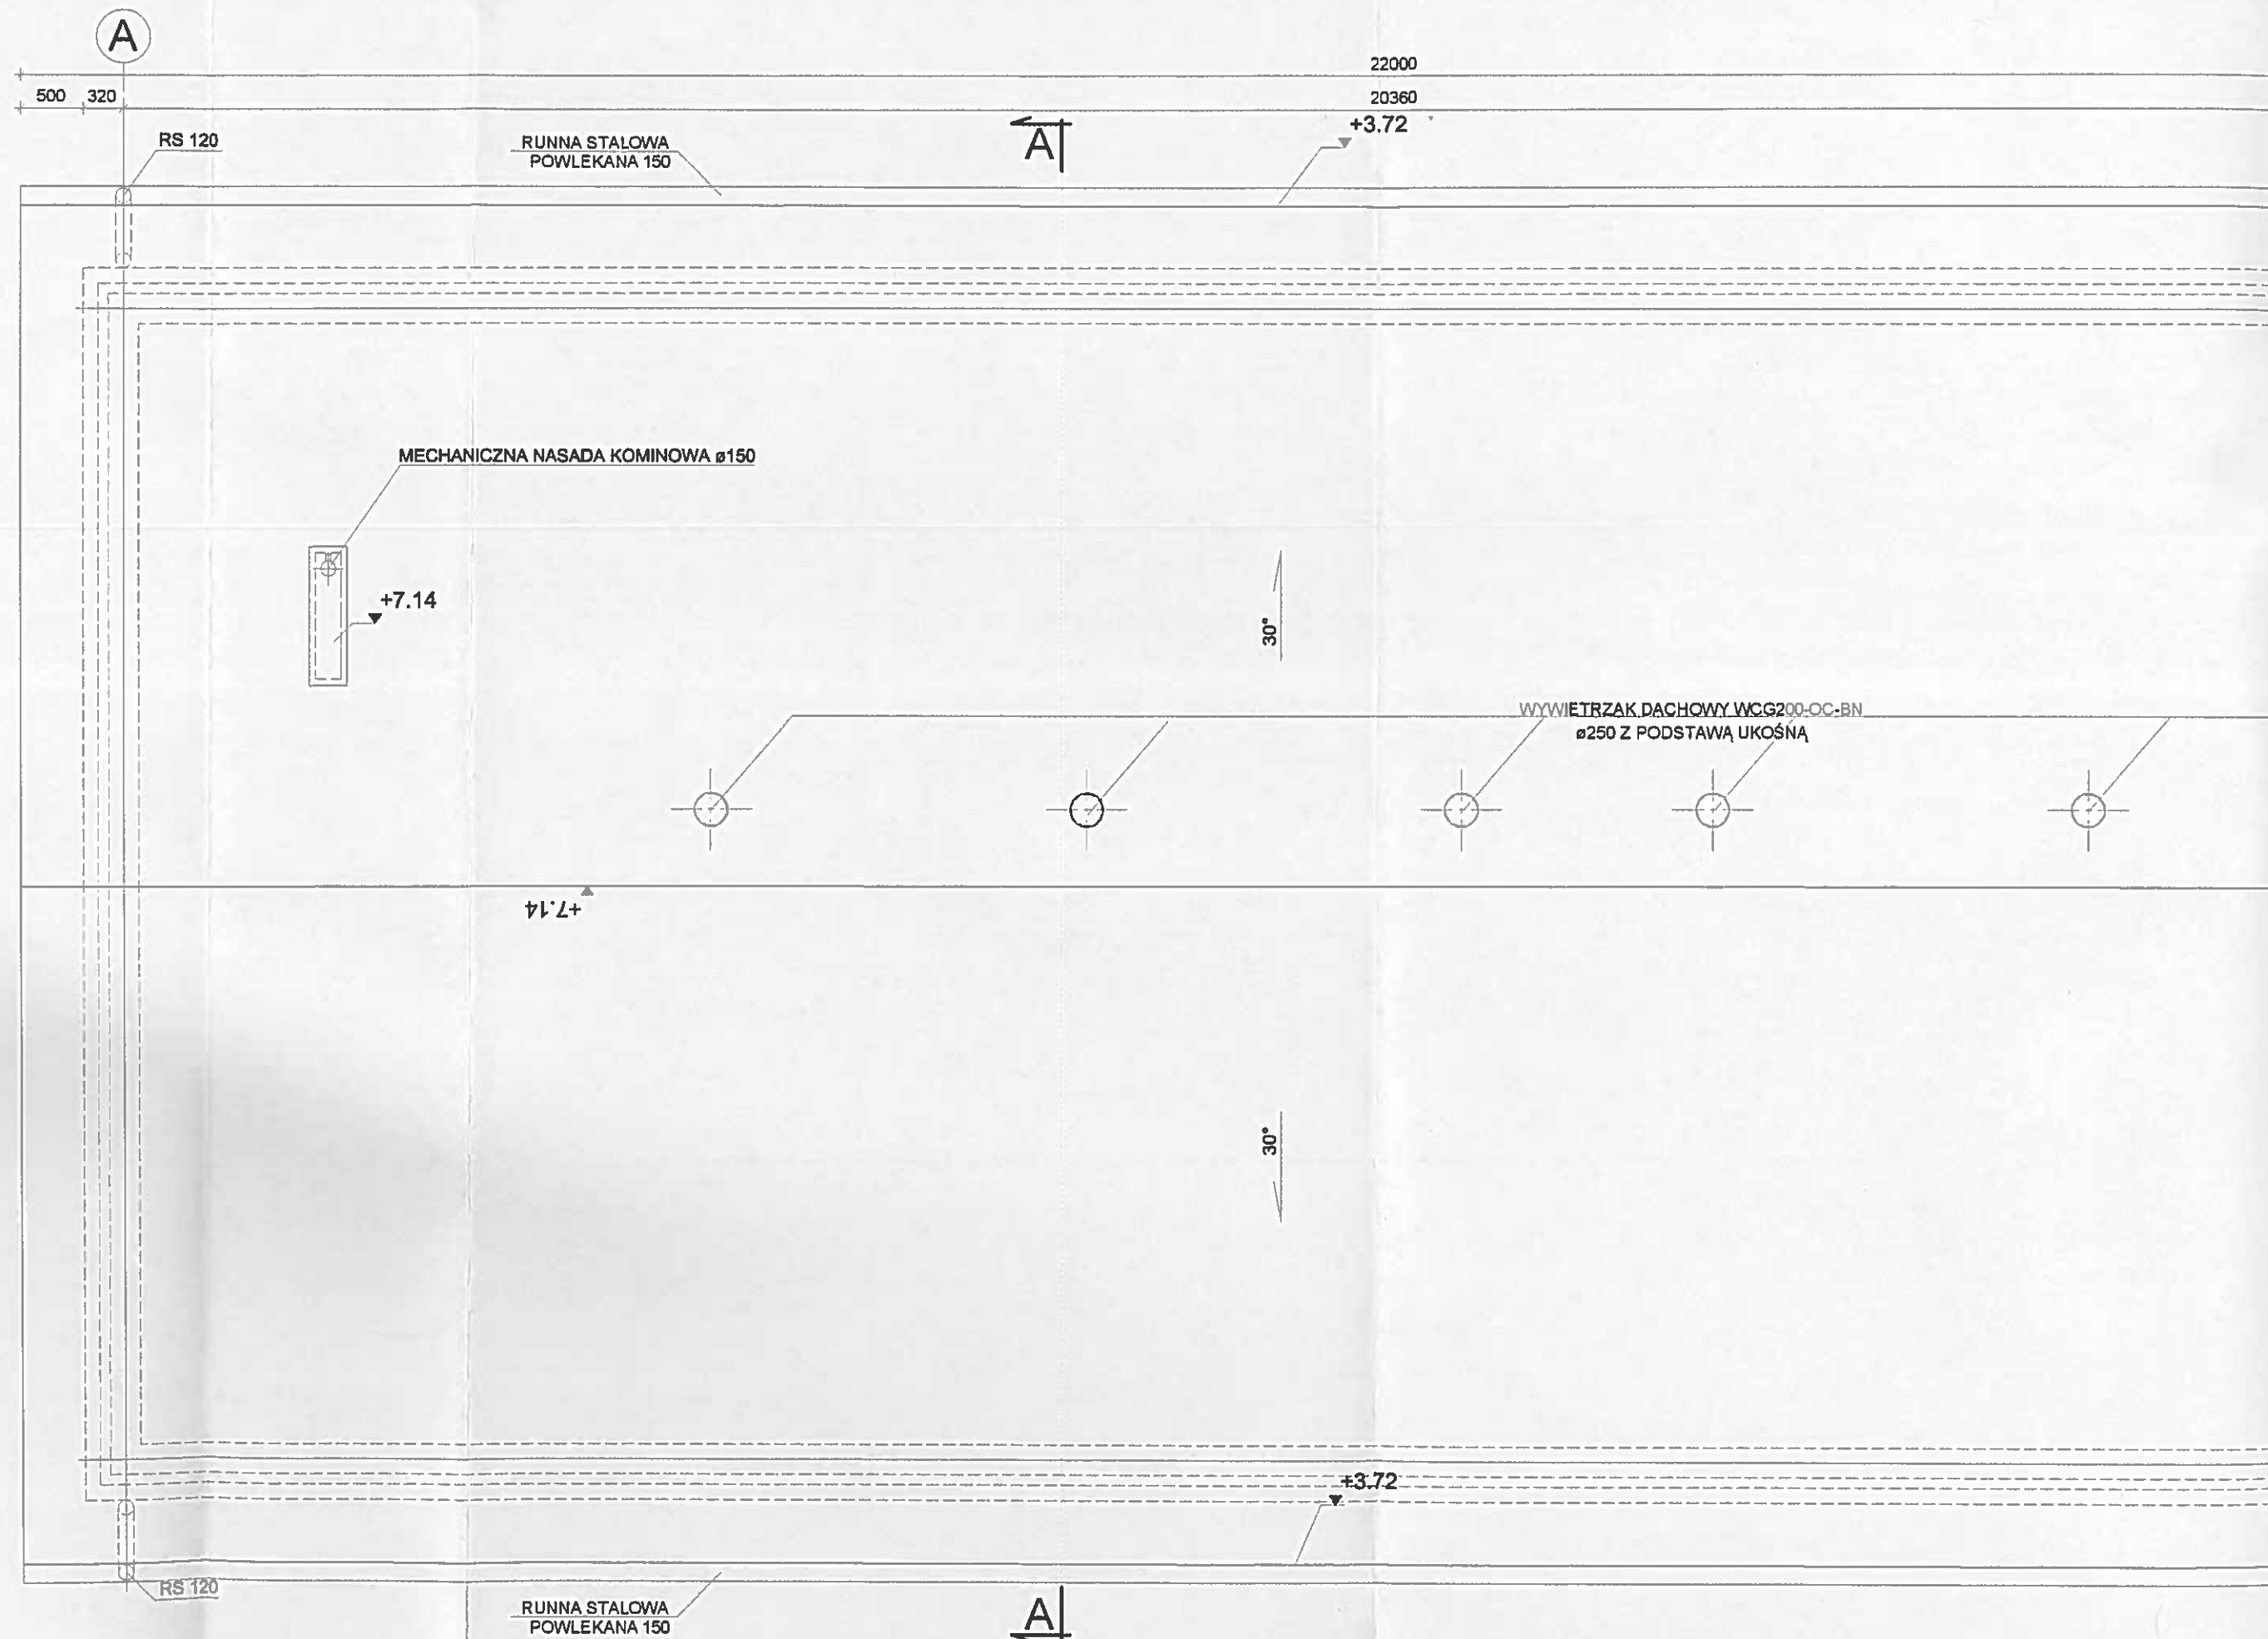 A
22000
500 320 20360
+3.72
RS 120
RUNNA STALOWA
POWLEKANA 150
A
MECHANICZNA NASADA KOMINOWA ø150
+7.14
30°
WYWIETRZAK DACHOWY WCG200-OC-BN
ø250 Z PODSTAWĄ UKOŚNĄ
+7.14
30°
+3.72
RS 120
RUNNA STALOWA
POWLEKANA 150
A